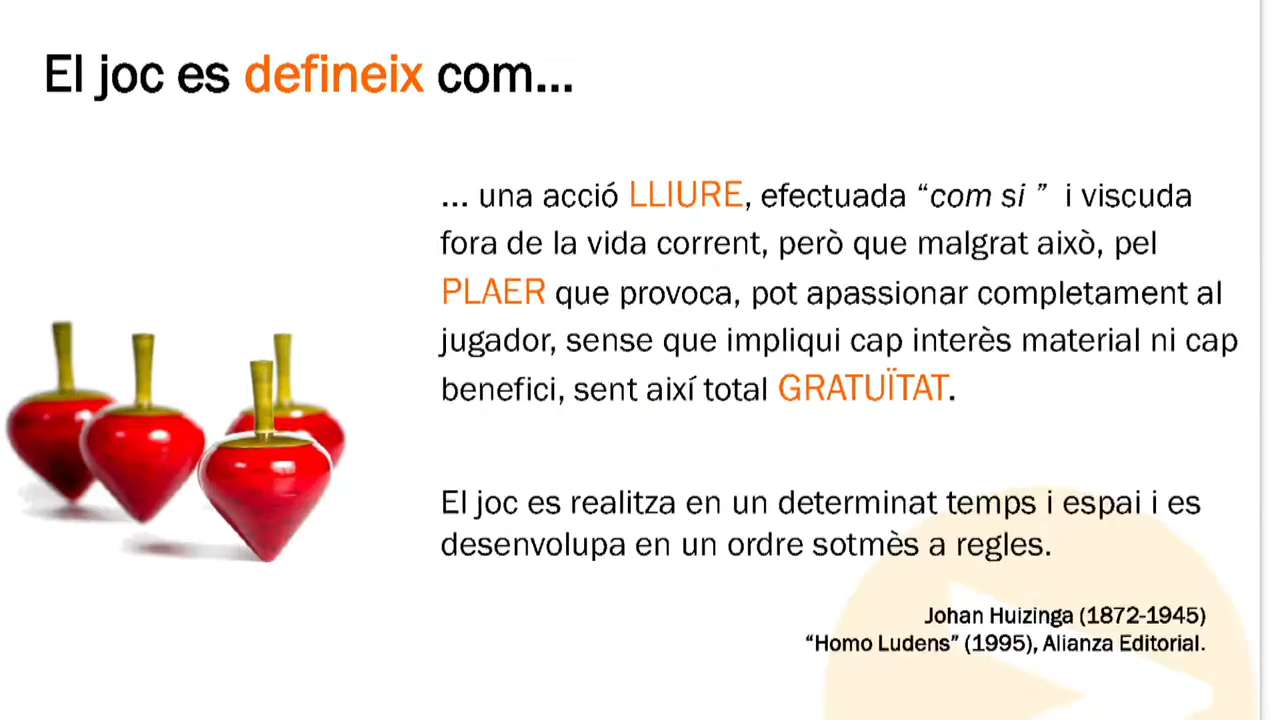 El joc es defineix com...
... una acció LLIURE, efectuada “com si ” i viscuda
fora de la vida corrent, però que malgrat això, pel
PLAER que provoca, pot apassionar completament al
jugador, sense que impliqui cap interès material ni cap
benefici, sent així total GRATUÏTAT.
El joc es realitza en un determinat temps i espai i es
desenvolupa en un ordre sotmès a regles.
Johan Huizinga (1872-1945)
“Homo Ludens” (1995), Alianza Editorial.